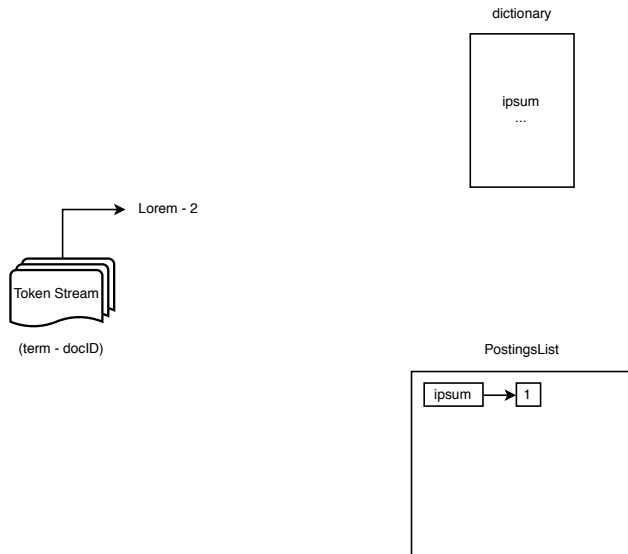 dictionary
ipsum
...
Lorem - 2
Token Stream
(term - docID)
PostingsList
ipsum
1